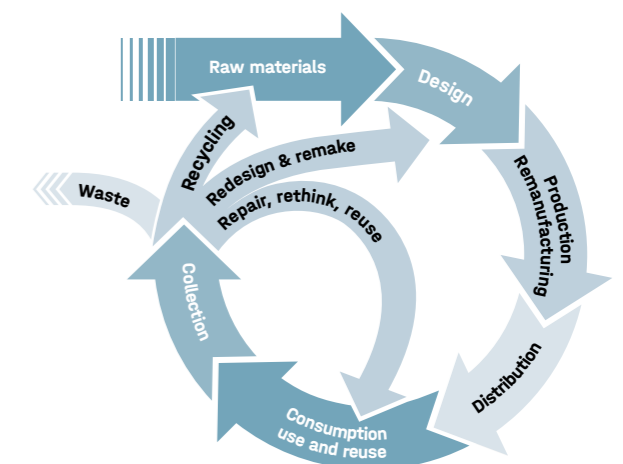 Raw materials
Design
Recycling
Redesign & remake
Repair, rethink, reuse
Waste
Production
Remanufacturing
Collection
Distribution
Consumption
use and reuse